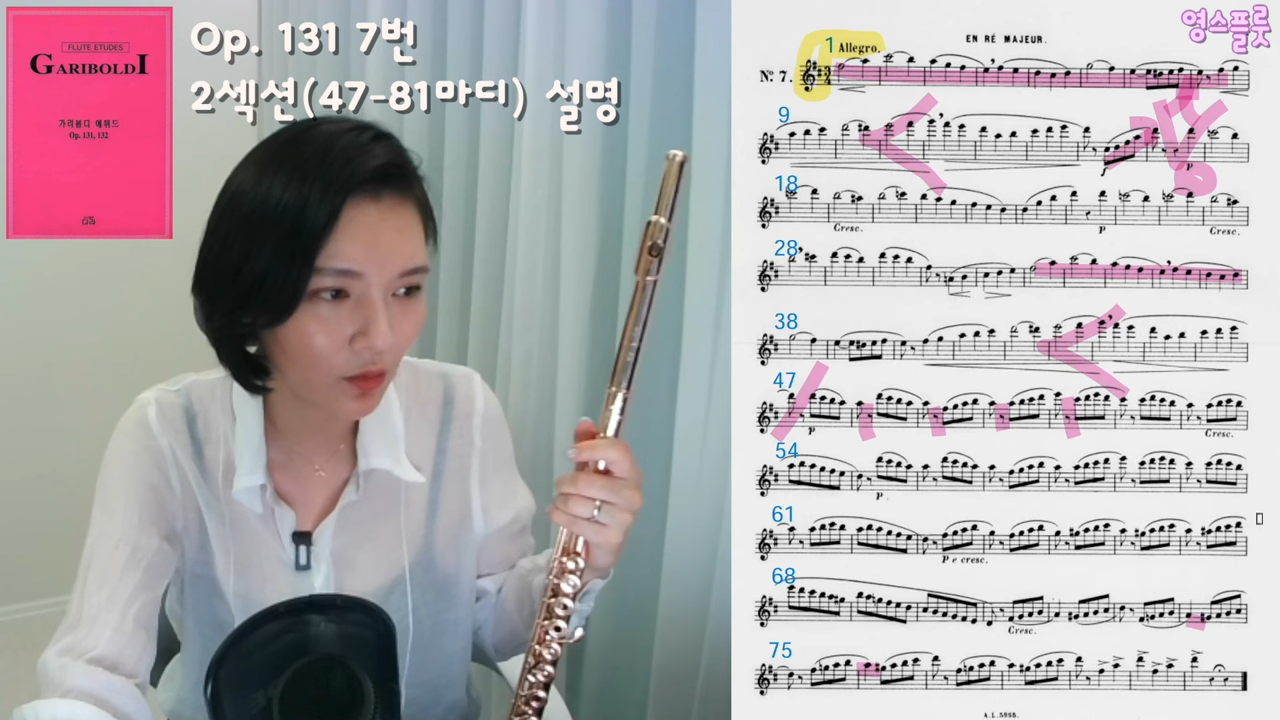 FLUTE ETUDES
GARIBOLDI
가리볼디 에튀드
Op. 131, 132
Op. 131 7번
2섹션(47-81마디) 설명
영스플룻
EN RÉ MAJEUR.
1 Allegro.
Nº 7.
9
f
p
18
Cresc.
p
Cresc.
28
38
47
p
Cresc.
54
p
61
p e cresc.
68
Cresc.
75